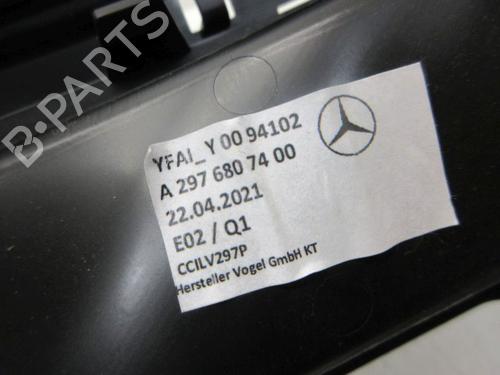 B-PARTS
YFAI_Y 00 94102
A 297 680 74 00
22.04.2021
E02 / Q1
CCILV297P
Hersteller Vogel GmbH KT